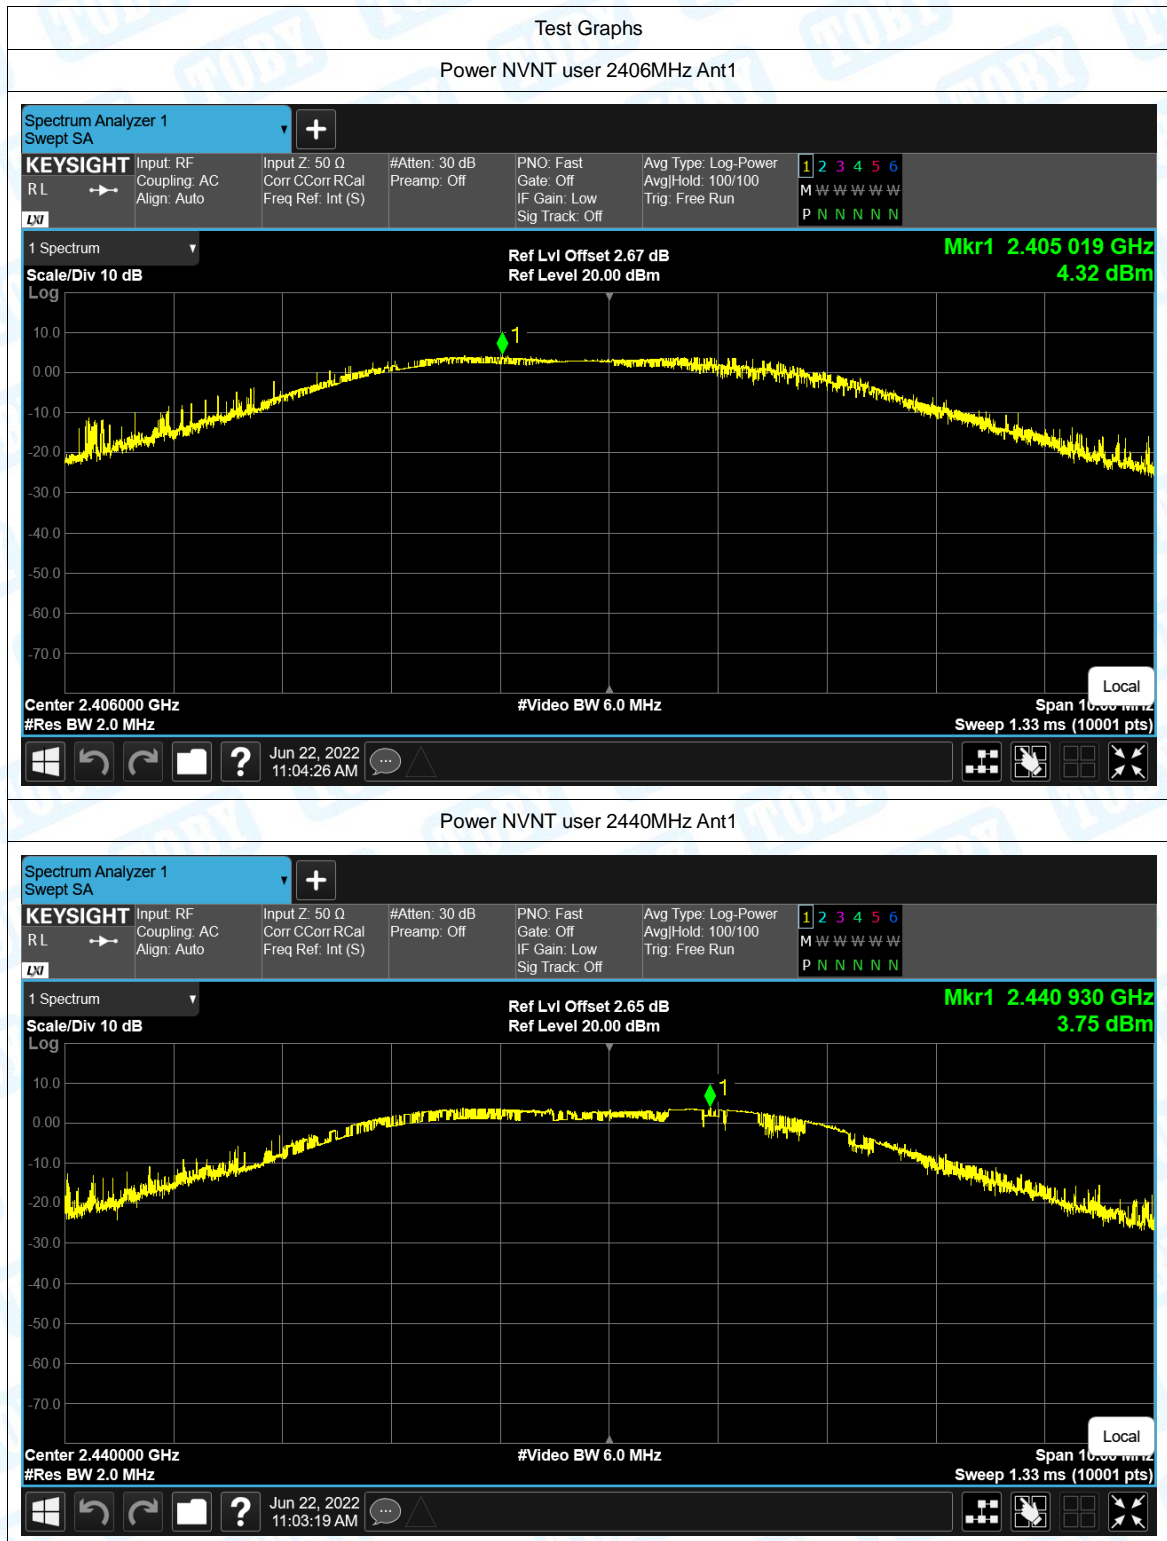 Test Graphs
Power NVNT user 2406MHz Ant1
Spectrum Analyzer 1
Swept SA
KEYSIGHT
R L
LXI
Input: RF
Coupling: AC
Align: Auto
Input Z: 50 Ω
Corr CCorr RCal
Freq Ref: Int (S)
#Atten: 30 dB
Preamp: Off
PNO: Fast
Gate: Off
IF Gain: Low
Sig Track: Off
Avg Type: Log-Power
Avg|Hold: 100/100
Trig: Free Run
1 2 3 4 5 6
M W W W W W
P N N N N N
1 Spectrum
Scale/Div 10 dB
Log
Ref Lvl Offset 2.67 dB
Ref Level 20.00 dBm
Mkr1 2.405 019 GHz
4.32 dBm
1
10.0
0.00
-10.0
-20.0
-30.0
-40.0
-50.0
-60.0
-70.0
Local
Center 2.406000 GHz
#Video BW 6.0 MHz
Span 10.00 MHz
#Res BW 2.0 MHz
Sweep 1.33 ms (10001 pts)
?
Jun 22, 2022
11:04:26 AM
Power NVNT user 2440MHz Ant1
Spectrum Analyzer 1
Swept SA
KEYSIGHT
R L
LXI
Input: RF
Coupling: AC
Align: Auto
Input Z: 50 Ω
Corr CCorr RCal
Freq Ref: Int (S)
#Atten: 30 dB
Preamp: Off
PNO: Fast
Gate: Off
IF Gain: Low
Sig Track: Off
Avg Type: Log-Power
Avg|Hold: 100/100
Trig: Free Run
1 2 3 4 5 6
M W W W W W
P N N N N N
1 Spectrum
Scale/Div 10 dB
Log
Ref Lvl Offset 2.65 dB
Ref Level 20.00 dBm
Mkr1 2.440 930 GHz
3.75 dBm
1
10.0
0.00
-10.0
-20.0
-30.0
-40.0
-50.0
-60.0
-70.0
Local
Center 2.440000 GHz
#Video BW 6.0 MHz
Span 10.00 MHz
#Res BW 2.0 MHz
Sweep 1.33 ms (10001 pts)
?
Jun 22, 2022
11:03:19 AM
TOBY